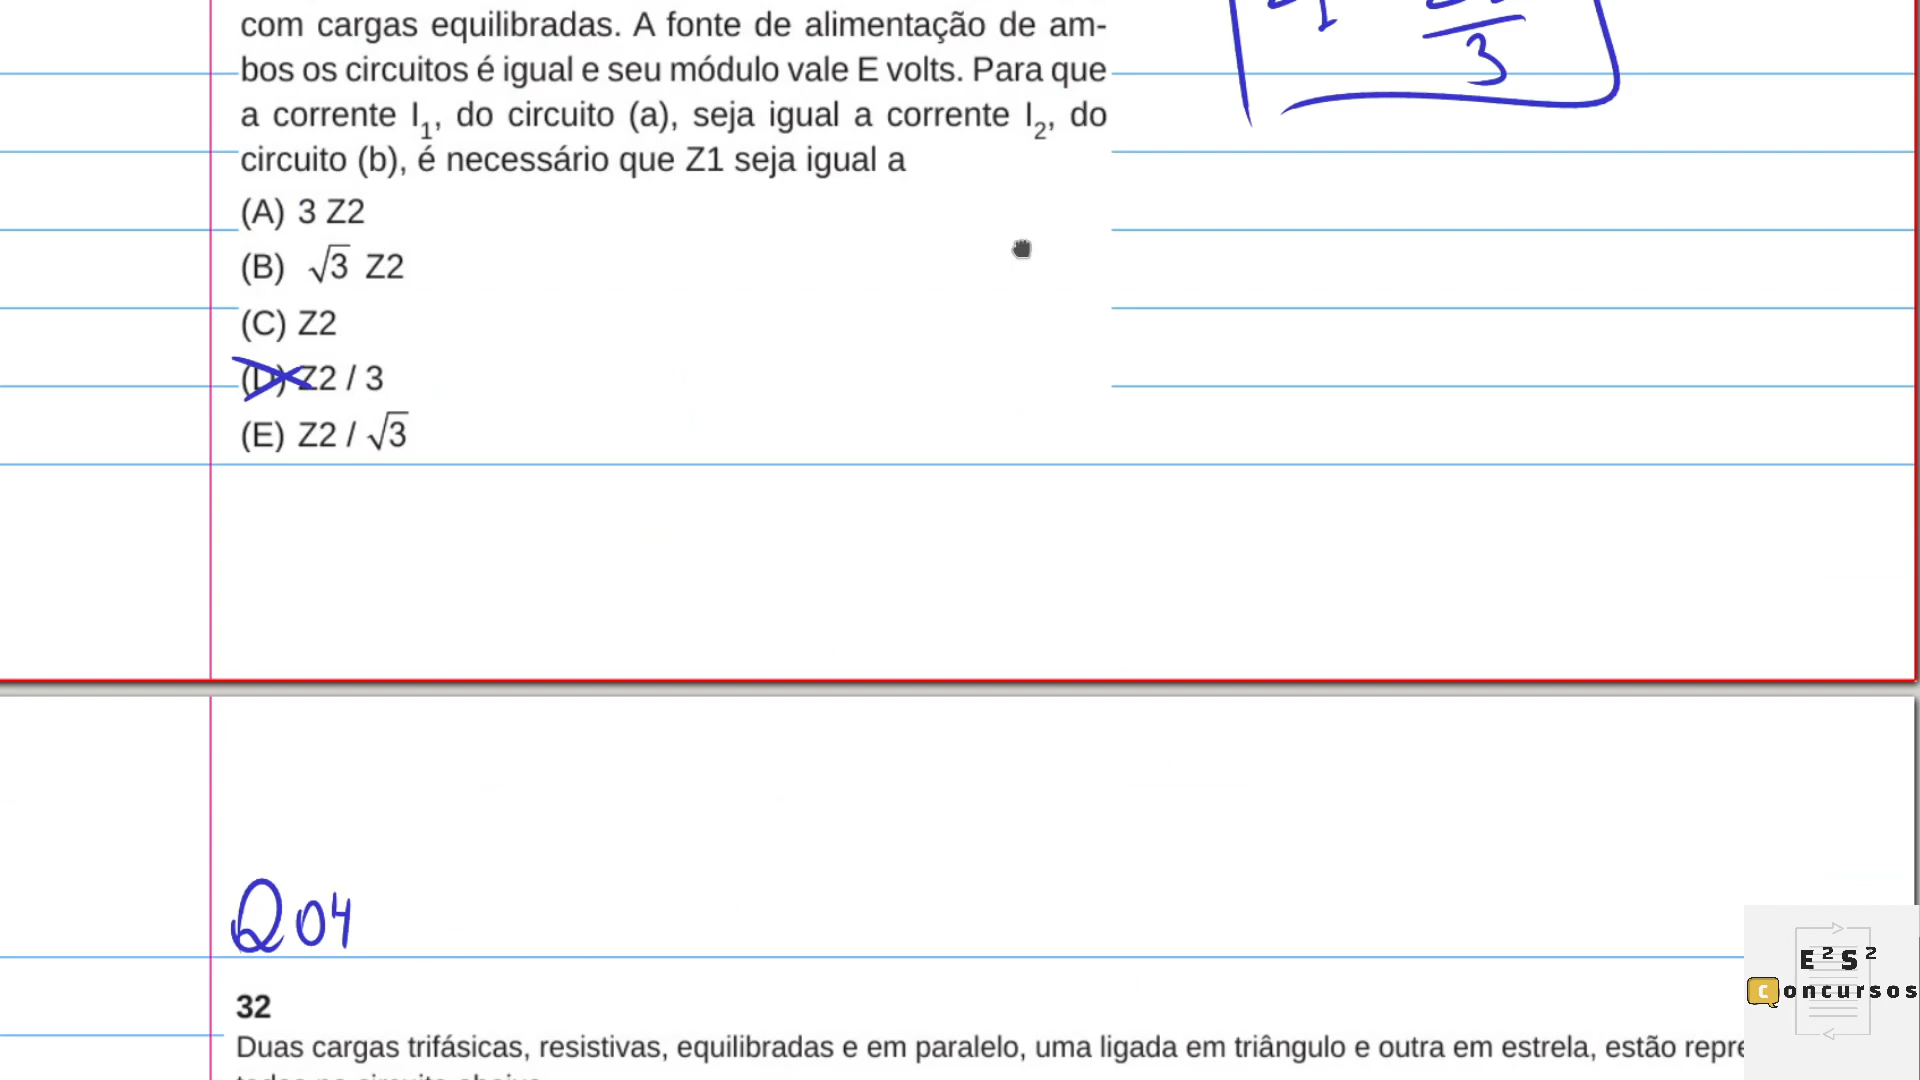 com cargas equilibradas. A fonte de alimentação de am-
bos os circuitos é igual e seu módulo vale E volts. Para que
a corrente I1, do circuito (a), seja igual a corrente I2, do
circuito (b), é necessário que Z1 seja igual a
3
(A) 3 Z2
(B) √3 Z2
(C) Z2
(D) Z2 / 3
(E) Z2 / √3
Q04
32
Duas cargas trifásicas, resistivas, equilibradas e em paralelo, uma ligada em triângulo e outra em estrela, estão repre
E²S²
Concursos